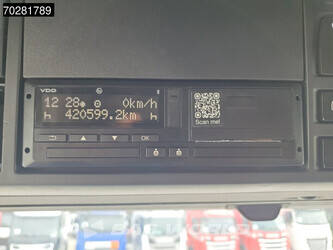 70281789
VDO
12 28 0km/h
h 420599.2km h
OK
Scan me!